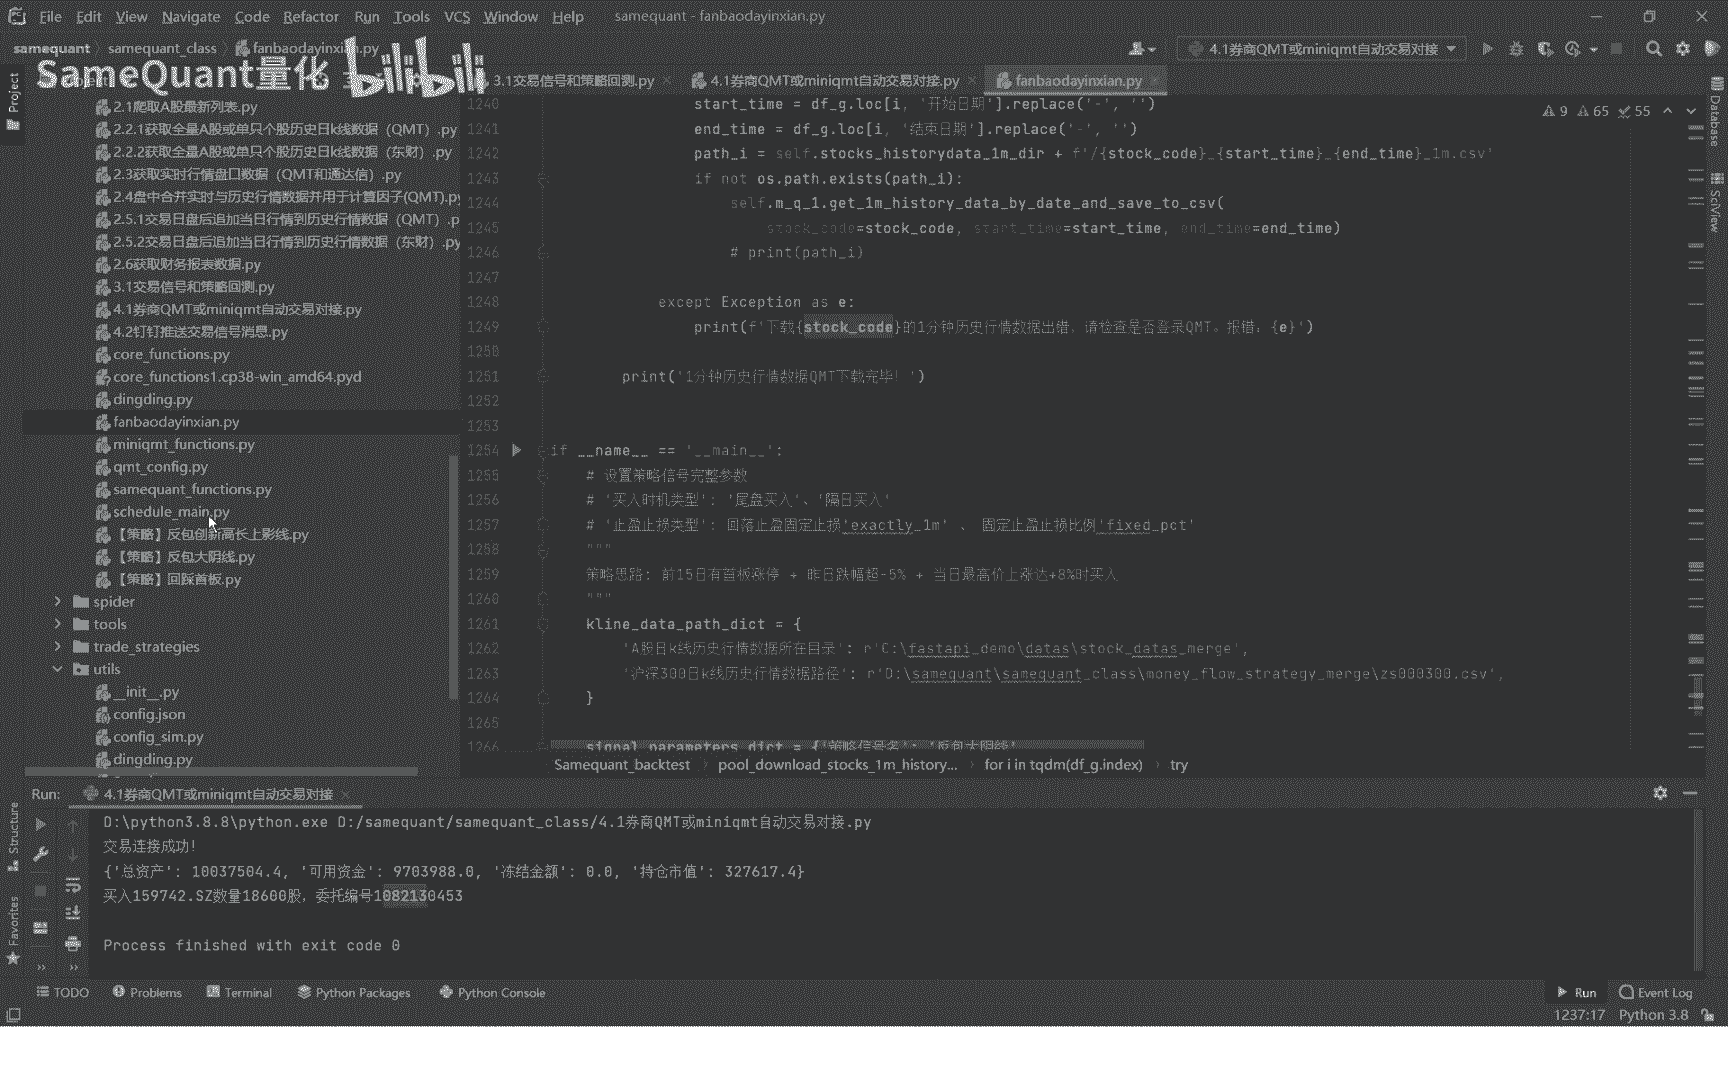 File Edit View Navigate Code Refactor Run Tools VCS Window Help samequant - fanbaodayinxian.py
samequant samequant_class fanbaodayinxian.py 4.1券商QMT或miniqmt自动交易对接
SameQuant量化 bilibili
3.1交易信号和策略回测.py 4.1券商QMT或miniqmt自动交易对接.py fanbaodayinxian.py
Project
2.1爬取A股最新列表.py
2.2.1获取全量A股或单只个股历史日k线数据（QMT）.py
2.2.2获取全量A股或单只个股历史日k线数据（东财）.py
2.3获取实时行情盘口数据（QMT和通达信）.py
2.4盘中合并实时与历史行情数据并用于计算因子(QMT).py
2.5.1交易日盘后追加当日行情到历史行情数据（QMT）.p
2.5.2交易日盘后追加当日行情到历史行情数据（东财）.py
2.6获取财务报表数据.py
3.1交易信号和策略回测.py
4.1券商QMT或miniqmt自动交易对接.py
4.2钉钉推送交易信号消息.py
core_functions.py
core_functions1.cp38-win_amd64.pyd
dingding.py
fanbaodayinxian.py
miniqmt_functions.py
qmt_config.py
samequant_functions.py
schedule_main.py
【策略】反包创新高长上影线.py
【策略】反包大阴线.py
【策略】回踩首板.py
spider
tools
trade_strategies
utils
__init__.py
config.json
config_sim.py
dingding.py
9 65 55
1240 start_time = df_g.loc[i, '开始日期'].replace('-', '')
1241 end_time = df_g.loc[i, '结束日期'].replace('-', '')
1242 path_i = self.stocks_historydata_1m_dir + f'/{stock_code}_{start_time}_{end_time}_1m.csv'
1243 if not os.path.exists(path_i):
1244 self.m_q_1.get_1m_history_data_by_date_and_save_to_csv(
1245 stock_code=stock_code, start_time=start_time, end_time=end_time)
1246 # print(path_i)
1247
1248 except Exception as e:
1249 print(f'下载{stock_code}的1分钟历史行情数据出错，请检查是否登录QMT。报错：{e}')
1250
1251 print('1分钟历史行情数据QMT下载完毕！')
1252
1253
1254 if __name__ == '__main__':
1255 # 设置策略信号完整参数
1256 # '买入时机类型': '尾盘买入'、'隔日买入'
1257 # '止盈止损类型': 回落止盈固定止损'exactly_1m' 、 固定止盈止损比例'fixed_pct'
1258 """
1259 策略思路: 前15日有首板涨停 + 昨日跌幅超-5% + 当日最高价上涨达+8%时买入
1260 """
1261 kline_data_path_dict = {
1262 'A股日k线历史行情数据所在目录': r'C:\fastapi_demo\datas\stock_datas_merge',
1263 '沪深300日k线历史行情数据路径': r'D:\samequant\samequant_class\money_flow_strategy_merge\zs000300.csv',
1264 }
1265
1266 signal_parameters_dict = {'策略信号名': '反包大阴线'
Samequant_backtest pool_download_stocks_1m_history... for i in tqdm(df_g.index) try
Database
SciView
Run: 4.1券商QMT或miniqmt自动交易对接
D:\python3.8.8\python.exe D:/samequant/samequant_class/4.1券商QMT或miniqmt自动交易对接.py
交易连接成功!
{'总资产': 10037504.4, '可用资金': 9703988.0, '冻结金额': 0.0, '持仓市值': 327617.4}
买入159742.SZ数量18600股，委托编号1082130453
Process finished with exit code 0
Structure
Favorites
TODO Problems Terminal Python Packages Python Console Run Event Log
1237:17 Python 3.8